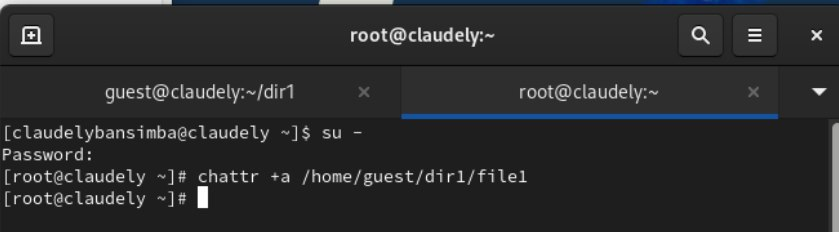 root@claudely:~
guest@claudely:~/dir1
root@claudely:~
[claudelybansimba@claudely ~]$ su -
Password:
[root@claudely ~]# chattr +a /home/guest/dir1/file1
[root@claudely ~]#